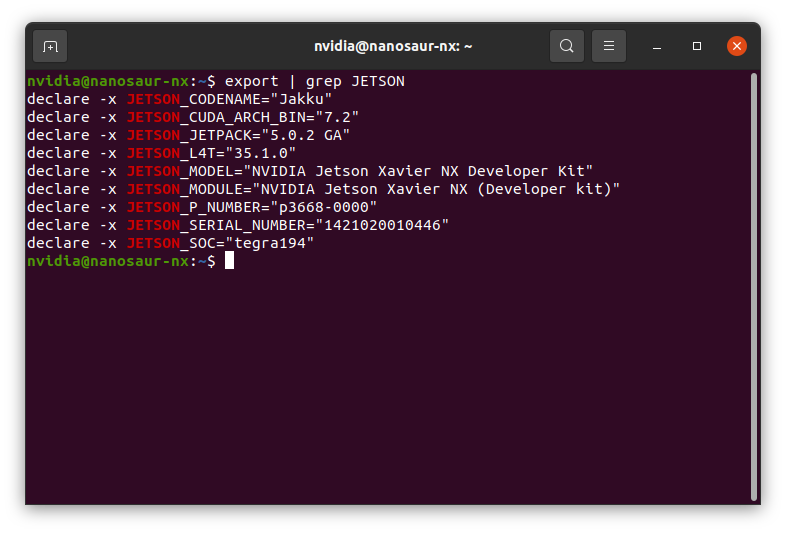 nvidia@nanosaur-nx: ~
nvidia@nanosaur-nx:~$ export | grep JETSON
declare -x JETSON_CODENAME="Jakku"
declare -x JETSON_CUDA_ARCH_BIN="7.2"
declare -x JETSON_JETPACK="5.0.2 GA"
declare -x JETSON_L4T="35.1.0"
declare -x JETSON_MODEL="NVIDIA Jetson Xavier NX Developer Kit"
declare -x JETSON_MODULE="NVIDIA Jetson Xavier NX (Developer kit)"
declare -x JETSON_P_NUMBER="p3668-0000"
declare -x JETSON_SERIAL_NUMBER="1421020010446"
declare -x JETSON_SOC="tegra194"
nvidia@nanosaur-nx:~$